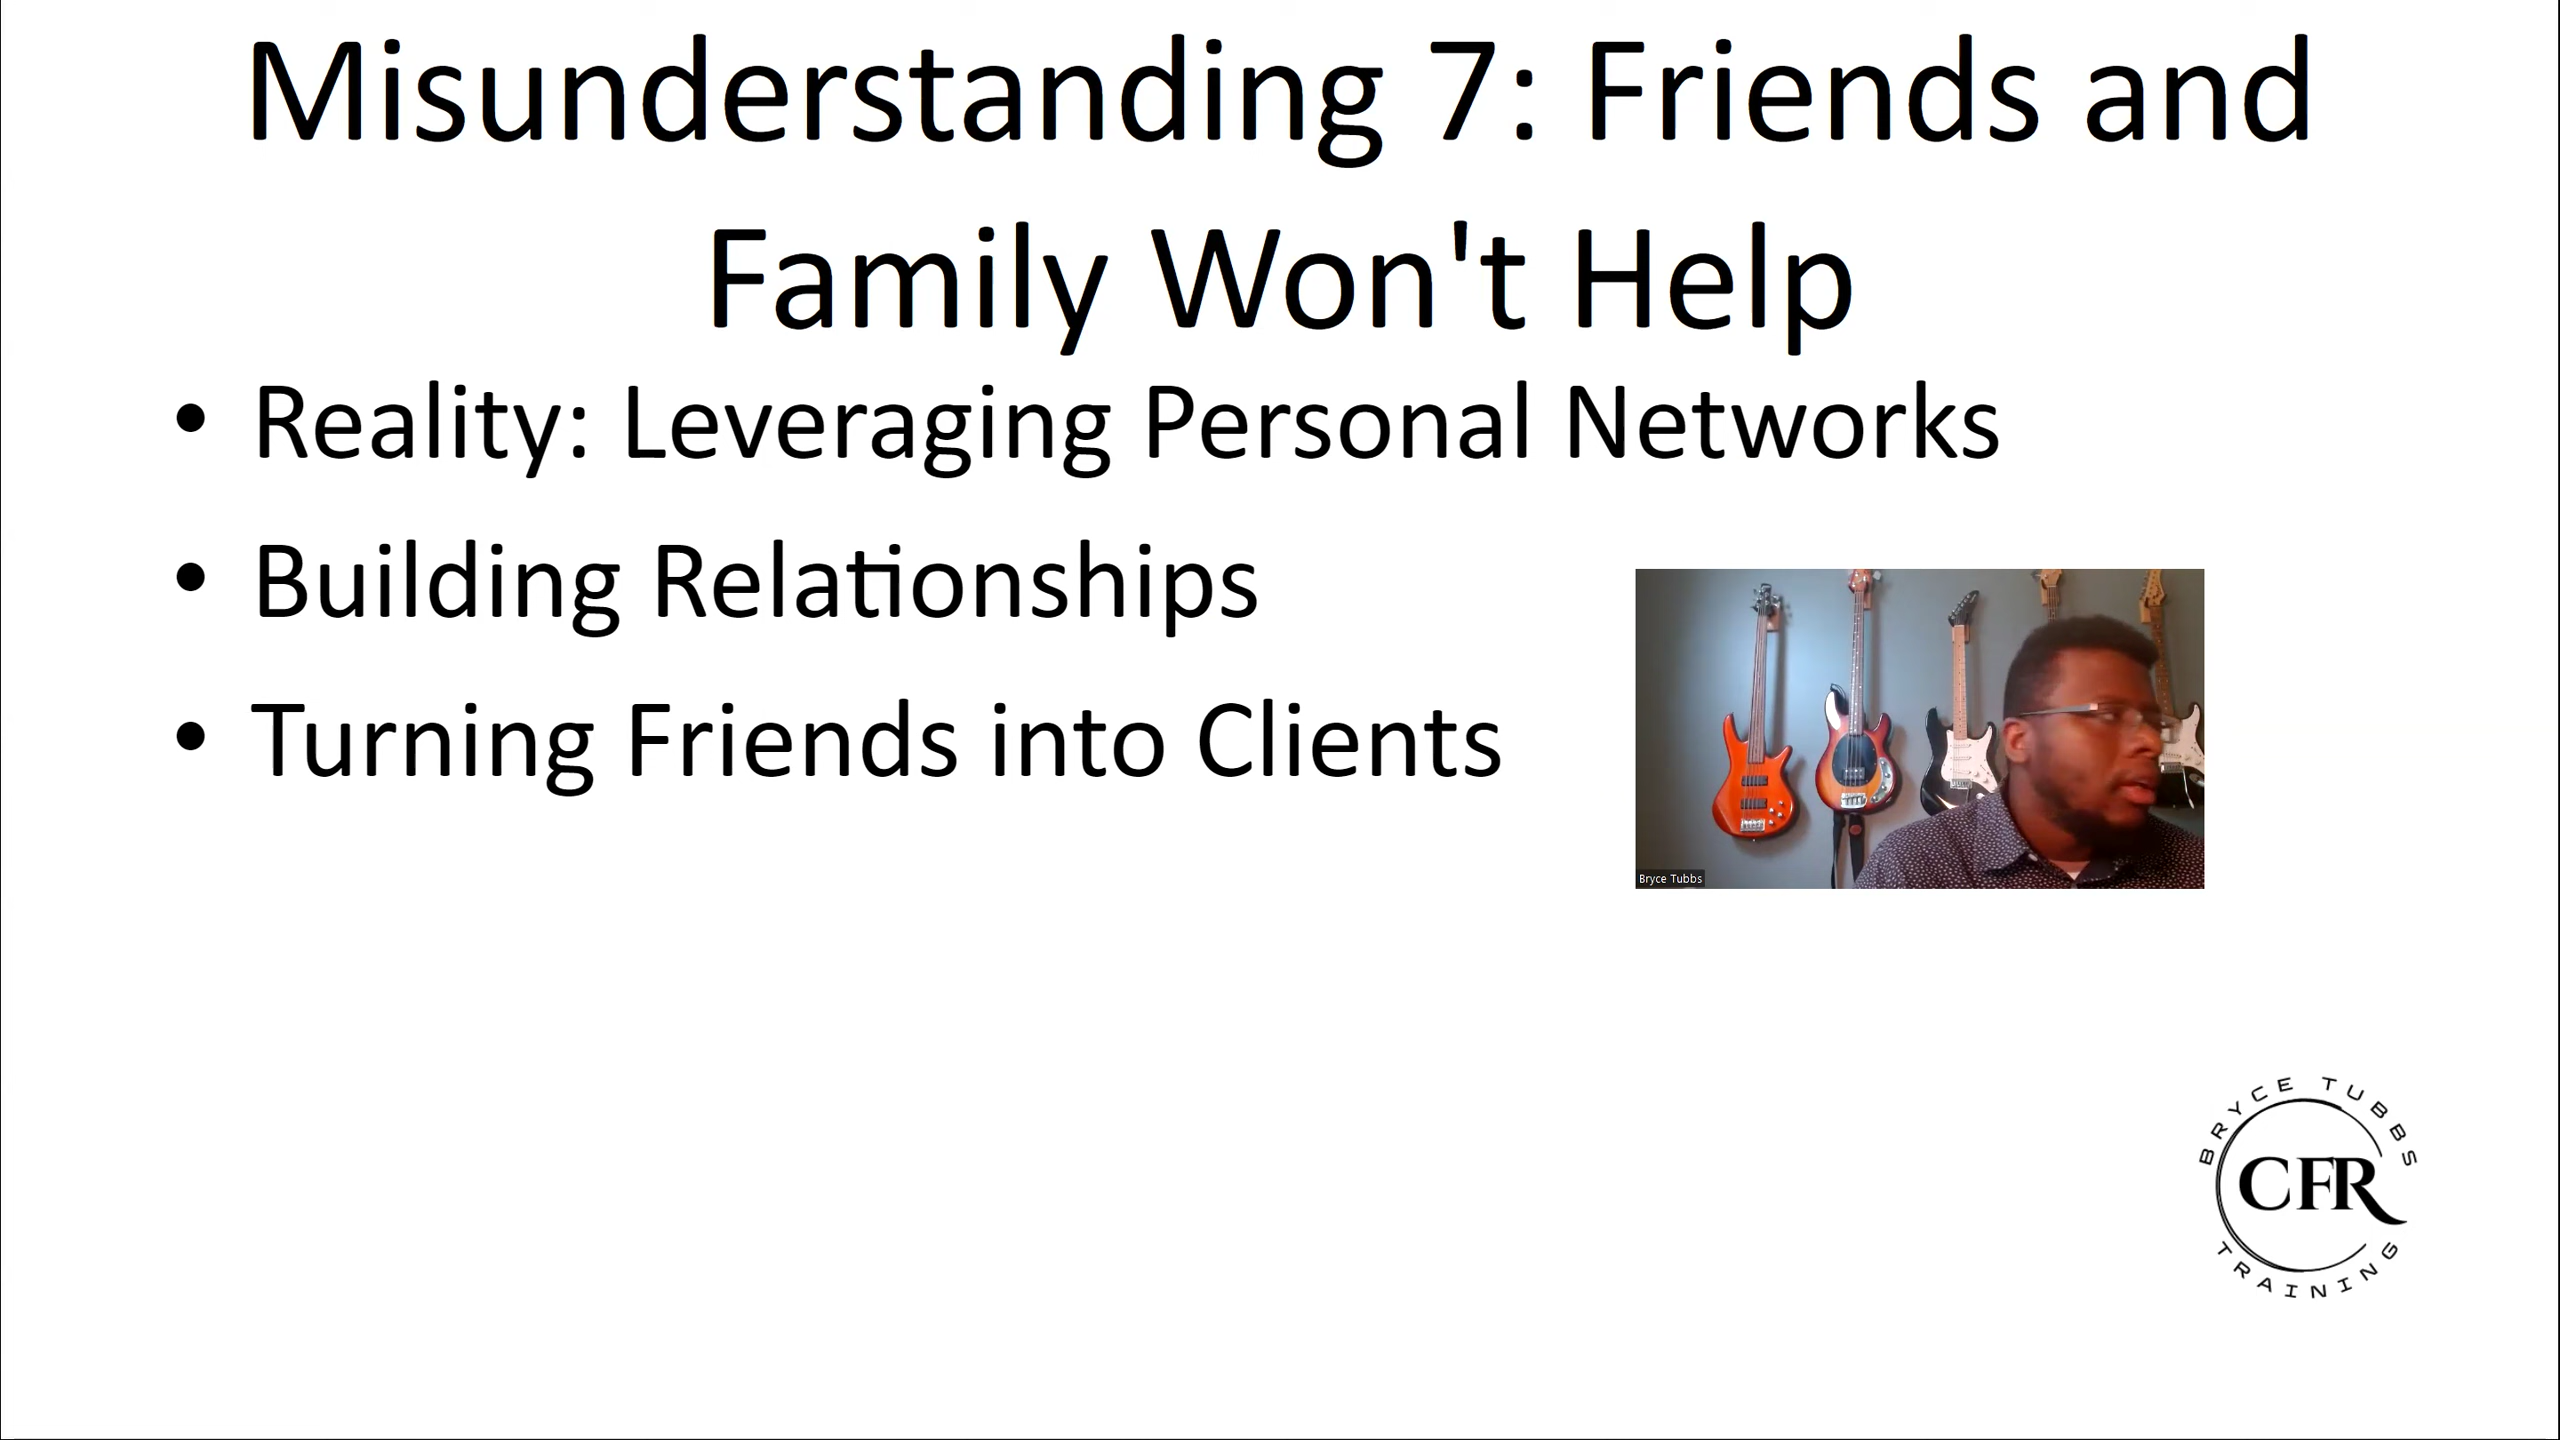 Misunderstanding 7: Friends and
Family Won't Help
• Reality: Leveraging Personal Networks
• Building Relationships
• Turning Friends into Clients
Bryce Tubbs
BRYCE TUBBS
CFR
TRAINING